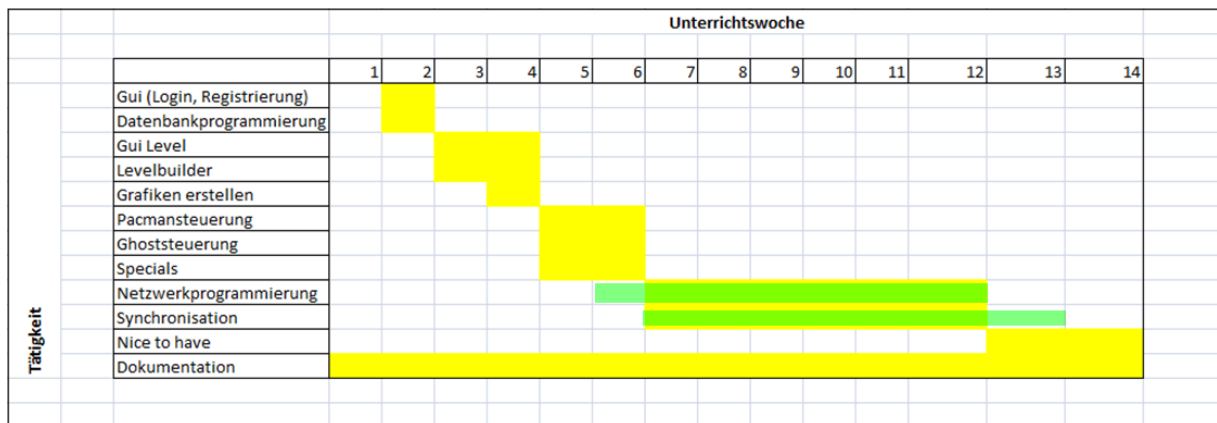 Unterrichtswoche
1 2 3 4 5 6 7 8 9 10 11 12 13 14
Tätigkeit
Gui (Login, Registrierung)
Datenbankprogrammierung
Gui Level
Levelbuilder
Grafiken erstellen
Pacmansteuerung
Ghoststeuerung
Specials
Netzwerkprogrammierung
Synchronisation
Nice to have
Dokumentation